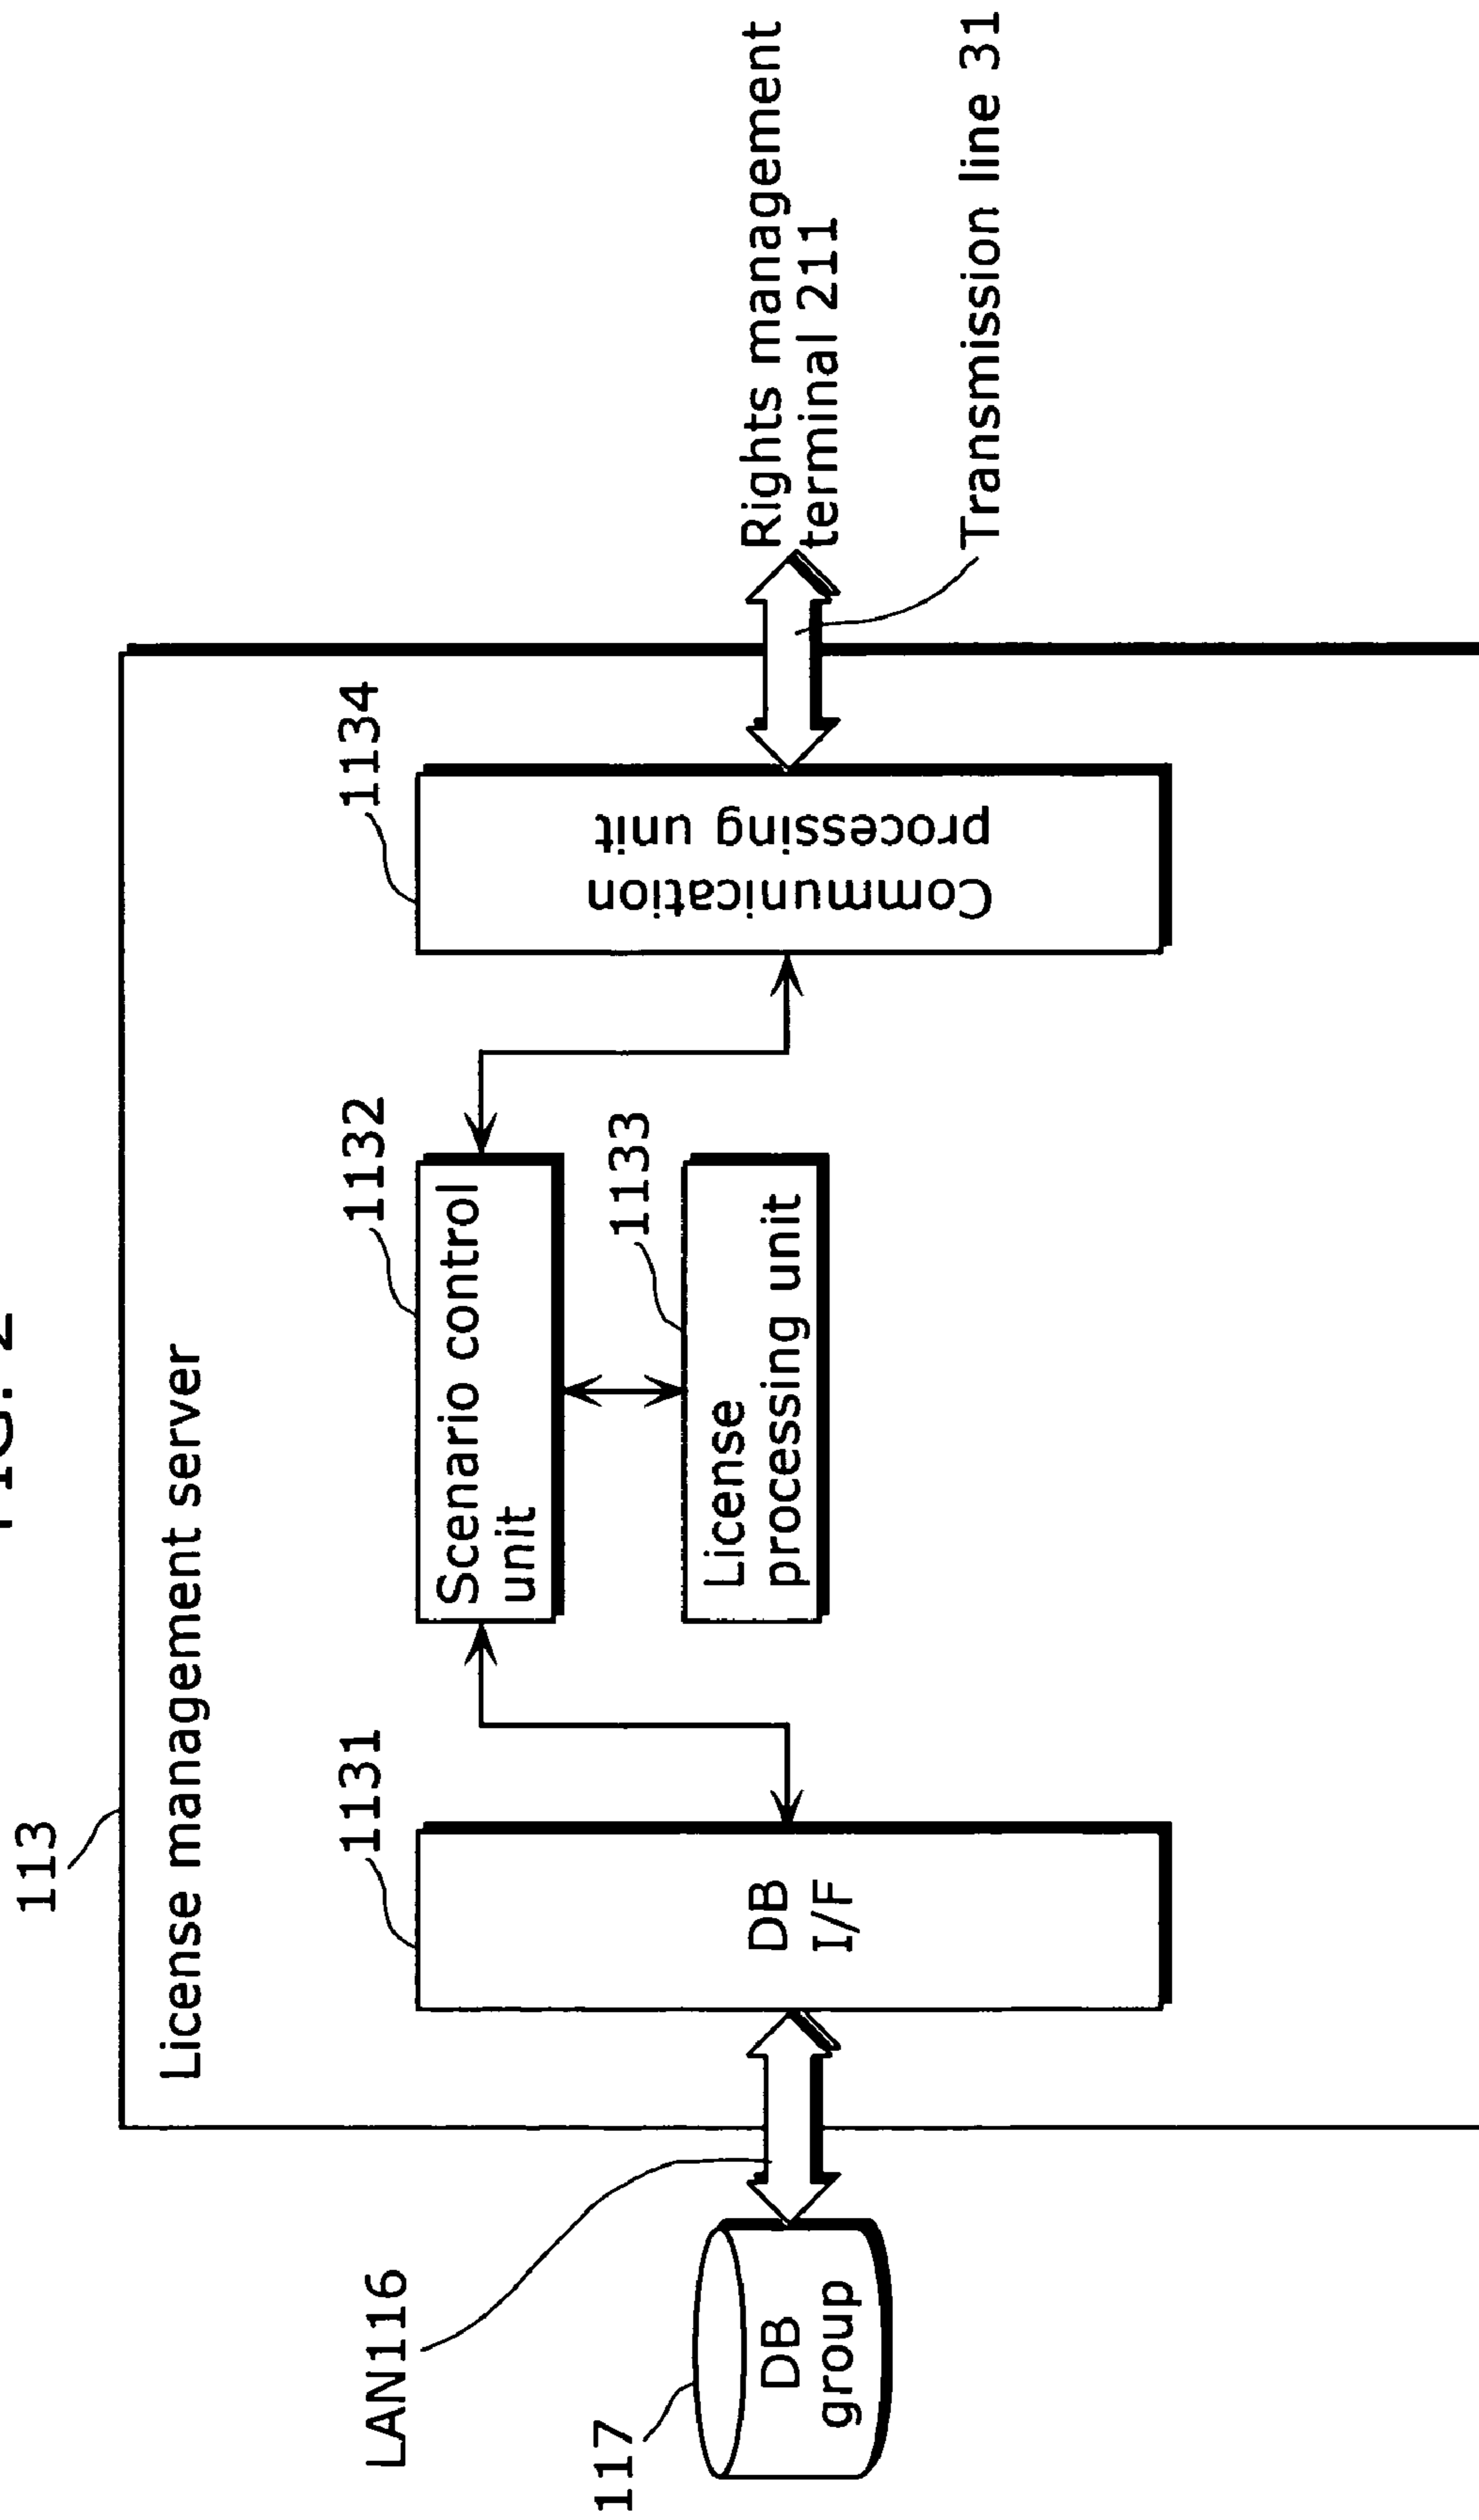 113
License management server
LAN116
117
DB
group
1131
DB
I/F
1132
Scenario control
unit
1133
License
processing unit
1134
Communication
processing unit
Rights management
terminal 211
Transmission line 31